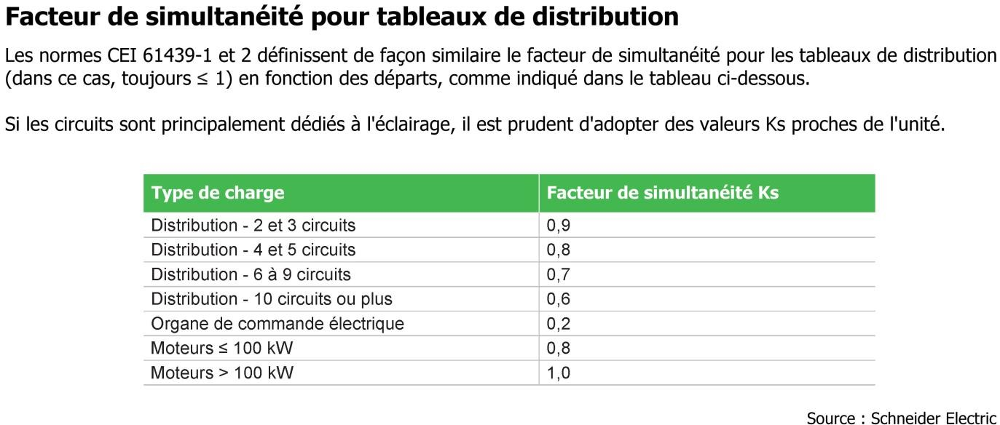 Facteur de simultanéité pour tableaux de distribution
Les normes CEI 61439-1 et 2 définissent de façon similaire le facteur de simultanéité pour les tableaux de distribution
(dans ce cas, toujours ≤ 1) en fonction des départs, comme indiqué dans le tableau ci-dessous.
Si les circuits sont principalement dédiés à l'éclairage, il est prudent d'adopter des valeurs Ks proches de l'unité.
Type de charge Facteur de simultanéité Ks
Distribution - 2 et 3 circuits 0,9
Distribution - 4 et 5 circuits 0,8
Distribution - 6 à 9 circuits 0,7
Distribution - 10 circuits ou plus 0,6
Organe de commande électrique 0,2
Moteurs ≤ 100 kW 0,8
Moteurs > 100 kW 1,0
Source : Schneider Electric